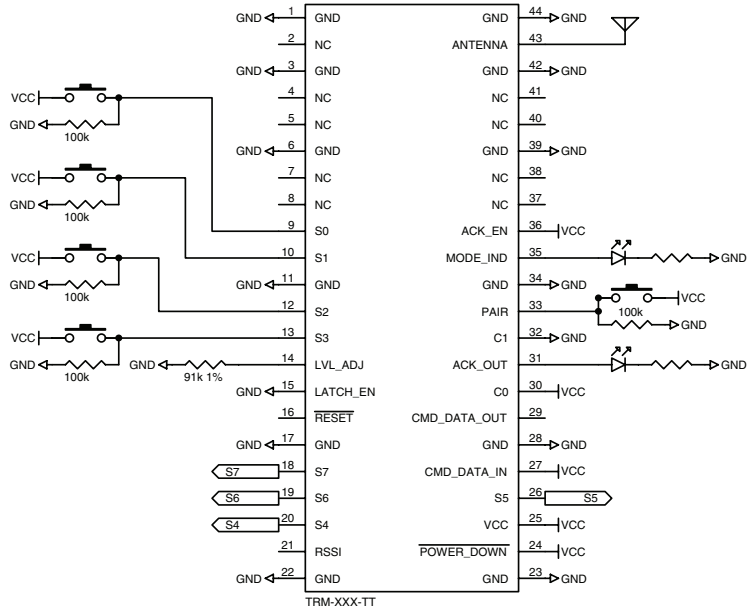 GND 1 GND GND 44 GND
2 NC ANTENNA 43
GND 3 GND GND 42 GND
VCC 4 NC NC 41
GND 100k 5 NC NC 40
GND 6 GND GND 39 GND
VCC 7 NC NC 38
GND 100k 8 NC NC 37
9 S0 ACK_EN 36 VCC
VCC 10 S1 MODE_IND 35 GND
GND 100k 11 GND GND 34 GND
GND
VCC
12 S2 PAIR 33 100k GND
VCC 13 S3 C1 32 GND
GND 100k GND 91k 1% 14 LVL_ADJ ACK_OUT 31 GND
GND 15 LATCH_EN C0 30 VCC
16 RESET CMD_DATA_OUT 29
GND 17 GND GND 28 GND
S7 18 S7 CMD_DATA_IN 27 VCC
S6 19 S6 S5 26 S5
S4 20 S4 VCC 25 VCC
21 RSSI POWER_DOWN 24 VCC
GND 22 GND GND 23 GND
TRM-XXX-TT